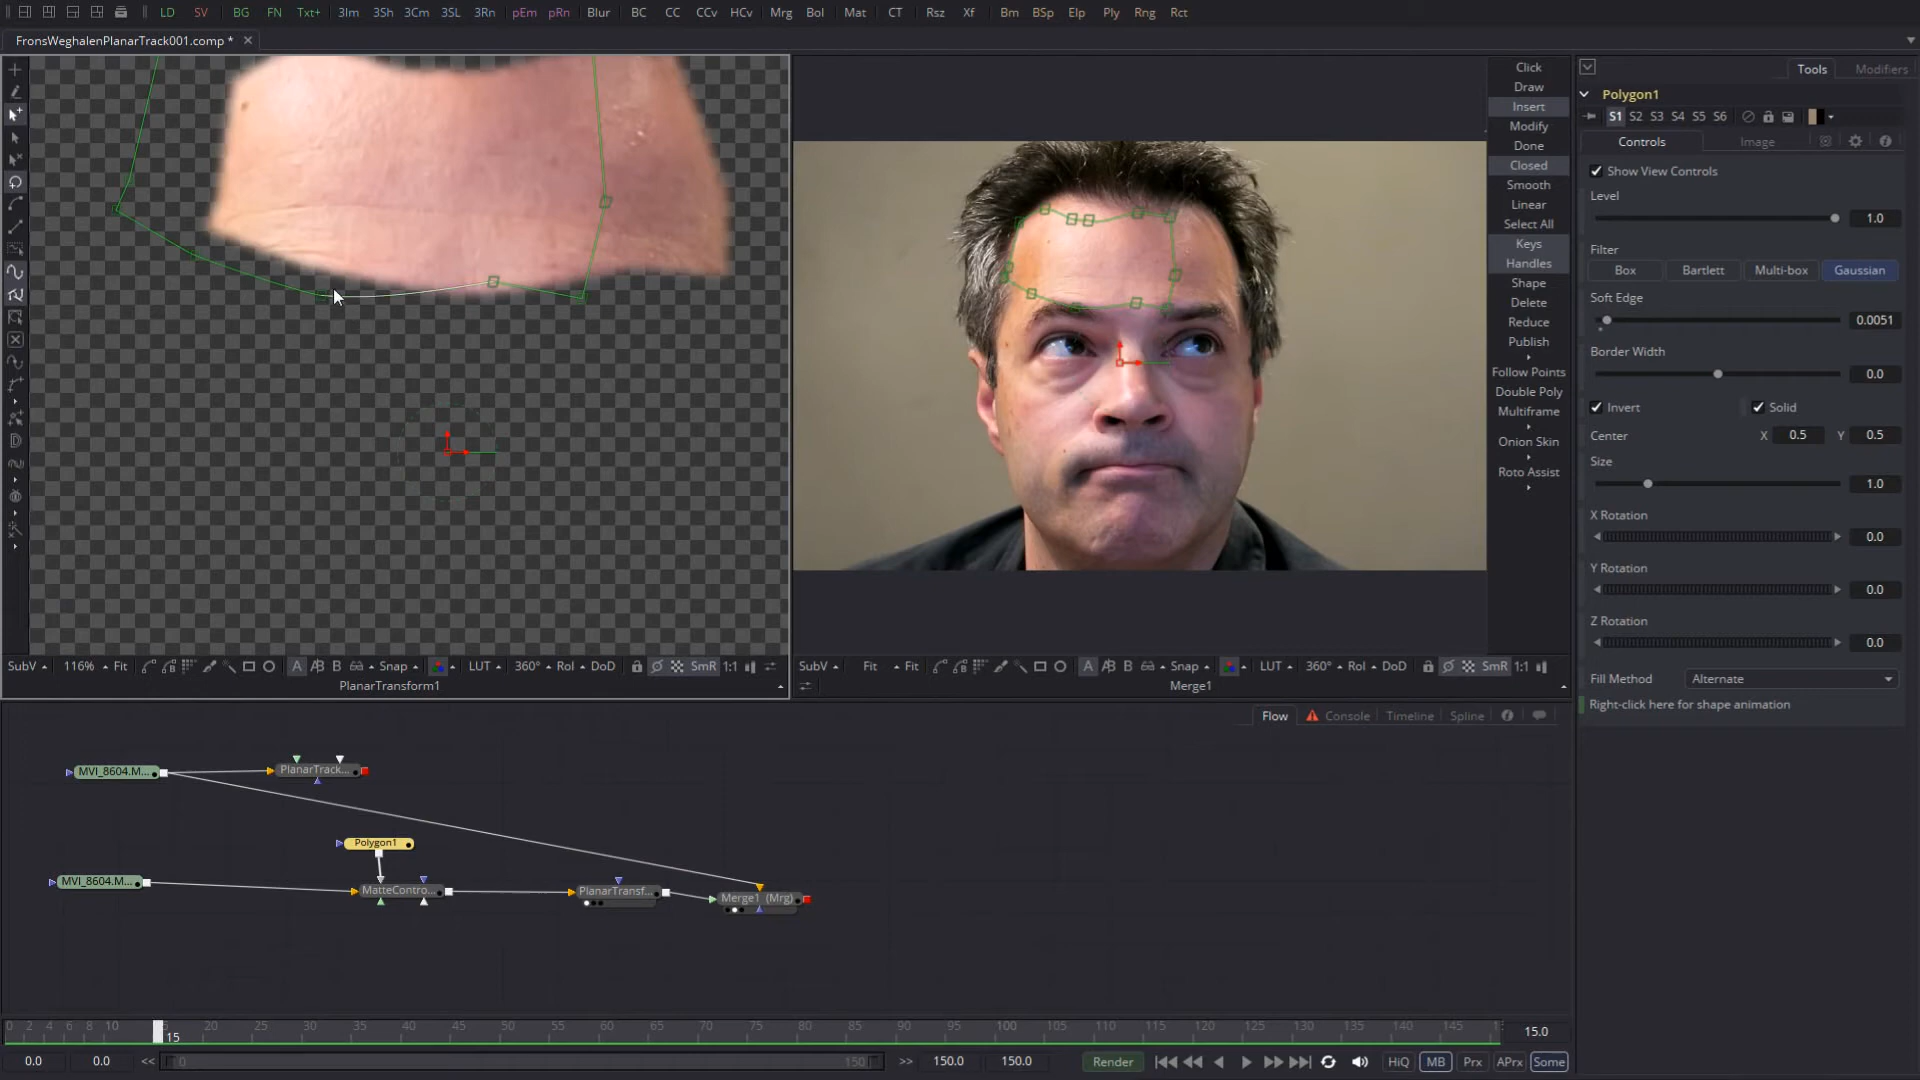 LD SV BG FN Txt+ 3Im 3Sh 3Cm 3SL 3Rn pEm pRn Blur BC CC CCv HCv Mrg Bol Mat CT Rsz Xf Bm BSp Elp Ply Rng Rct
FronsWeghalenPlanarTrack001.comp *
Click
Draw
Insert
Modify
Done
Closed
Smooth
Linear
Select All
Keys
Handles
Shape
Delete
Reduce
Publish
Follow Points
Double Poly
Multiframe
Onion Skin
Roto Assist
Tools Modifiers
Polygon1
S1 S2 S3 S4 S5 S6
Controls Image
Show View Controls
Level
1.0
Filter
Box Bartlett Multi-box Gaussian
Soft Edge
0.0051
Border Width
0.0
Invert Solid
Center X 0.5 Y 0.5
Size
1.0
X Rotation
0.0
Y Rotation
0.0
Z Rotation
0.0
Fill Method Alternate
Right-click here for shape animation
SubV 116% Fit A B Snap LUT 360° RoI DoD SmR 1:1
PlanarTransform1
SubV Fit Fit A B Snap LUT 360° RoI DoD SmR 1:1
Merge1
Flow Console Timeline Spline
MVI_8604.M...
PlanarTrack...
Polygon1
MVI_8604.M...
MatteContro...
PlanarTransf...
Merge1 (Mrg)
0 2 4 6 8 10 15 20 25 30 35 40 45 50 55 60 65 70 75 80 85 90 95 100 105 110 115 120 125 130 135 140 145 15.0
0.0 0.0 << 0 150 >> 150.0 150.0 Render HiQ MB Prx APrx Some